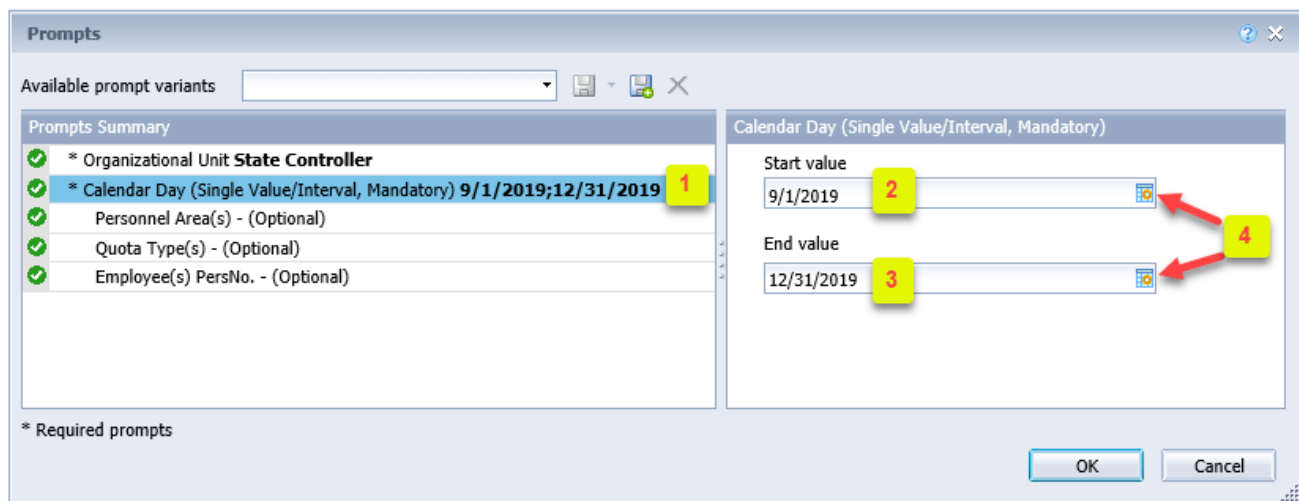 Prompts
Available prompt variants
Prompts Summary
* Organizational Unit State Controller
* Calendar Day (Single Value/Interval, Mandatory) 9/1/2019;12/31/2019
1
Personnel Area(s) - (Optional)
Quota Type(s) - (Optional)
Employee(s) PersNo. - (Optional)
Calendar Day (Single Value/Interval, Mandatory)
Start value
9/1/2019
2
End value
12/31/2019
3
4
* Required prompts
OK
Cancel